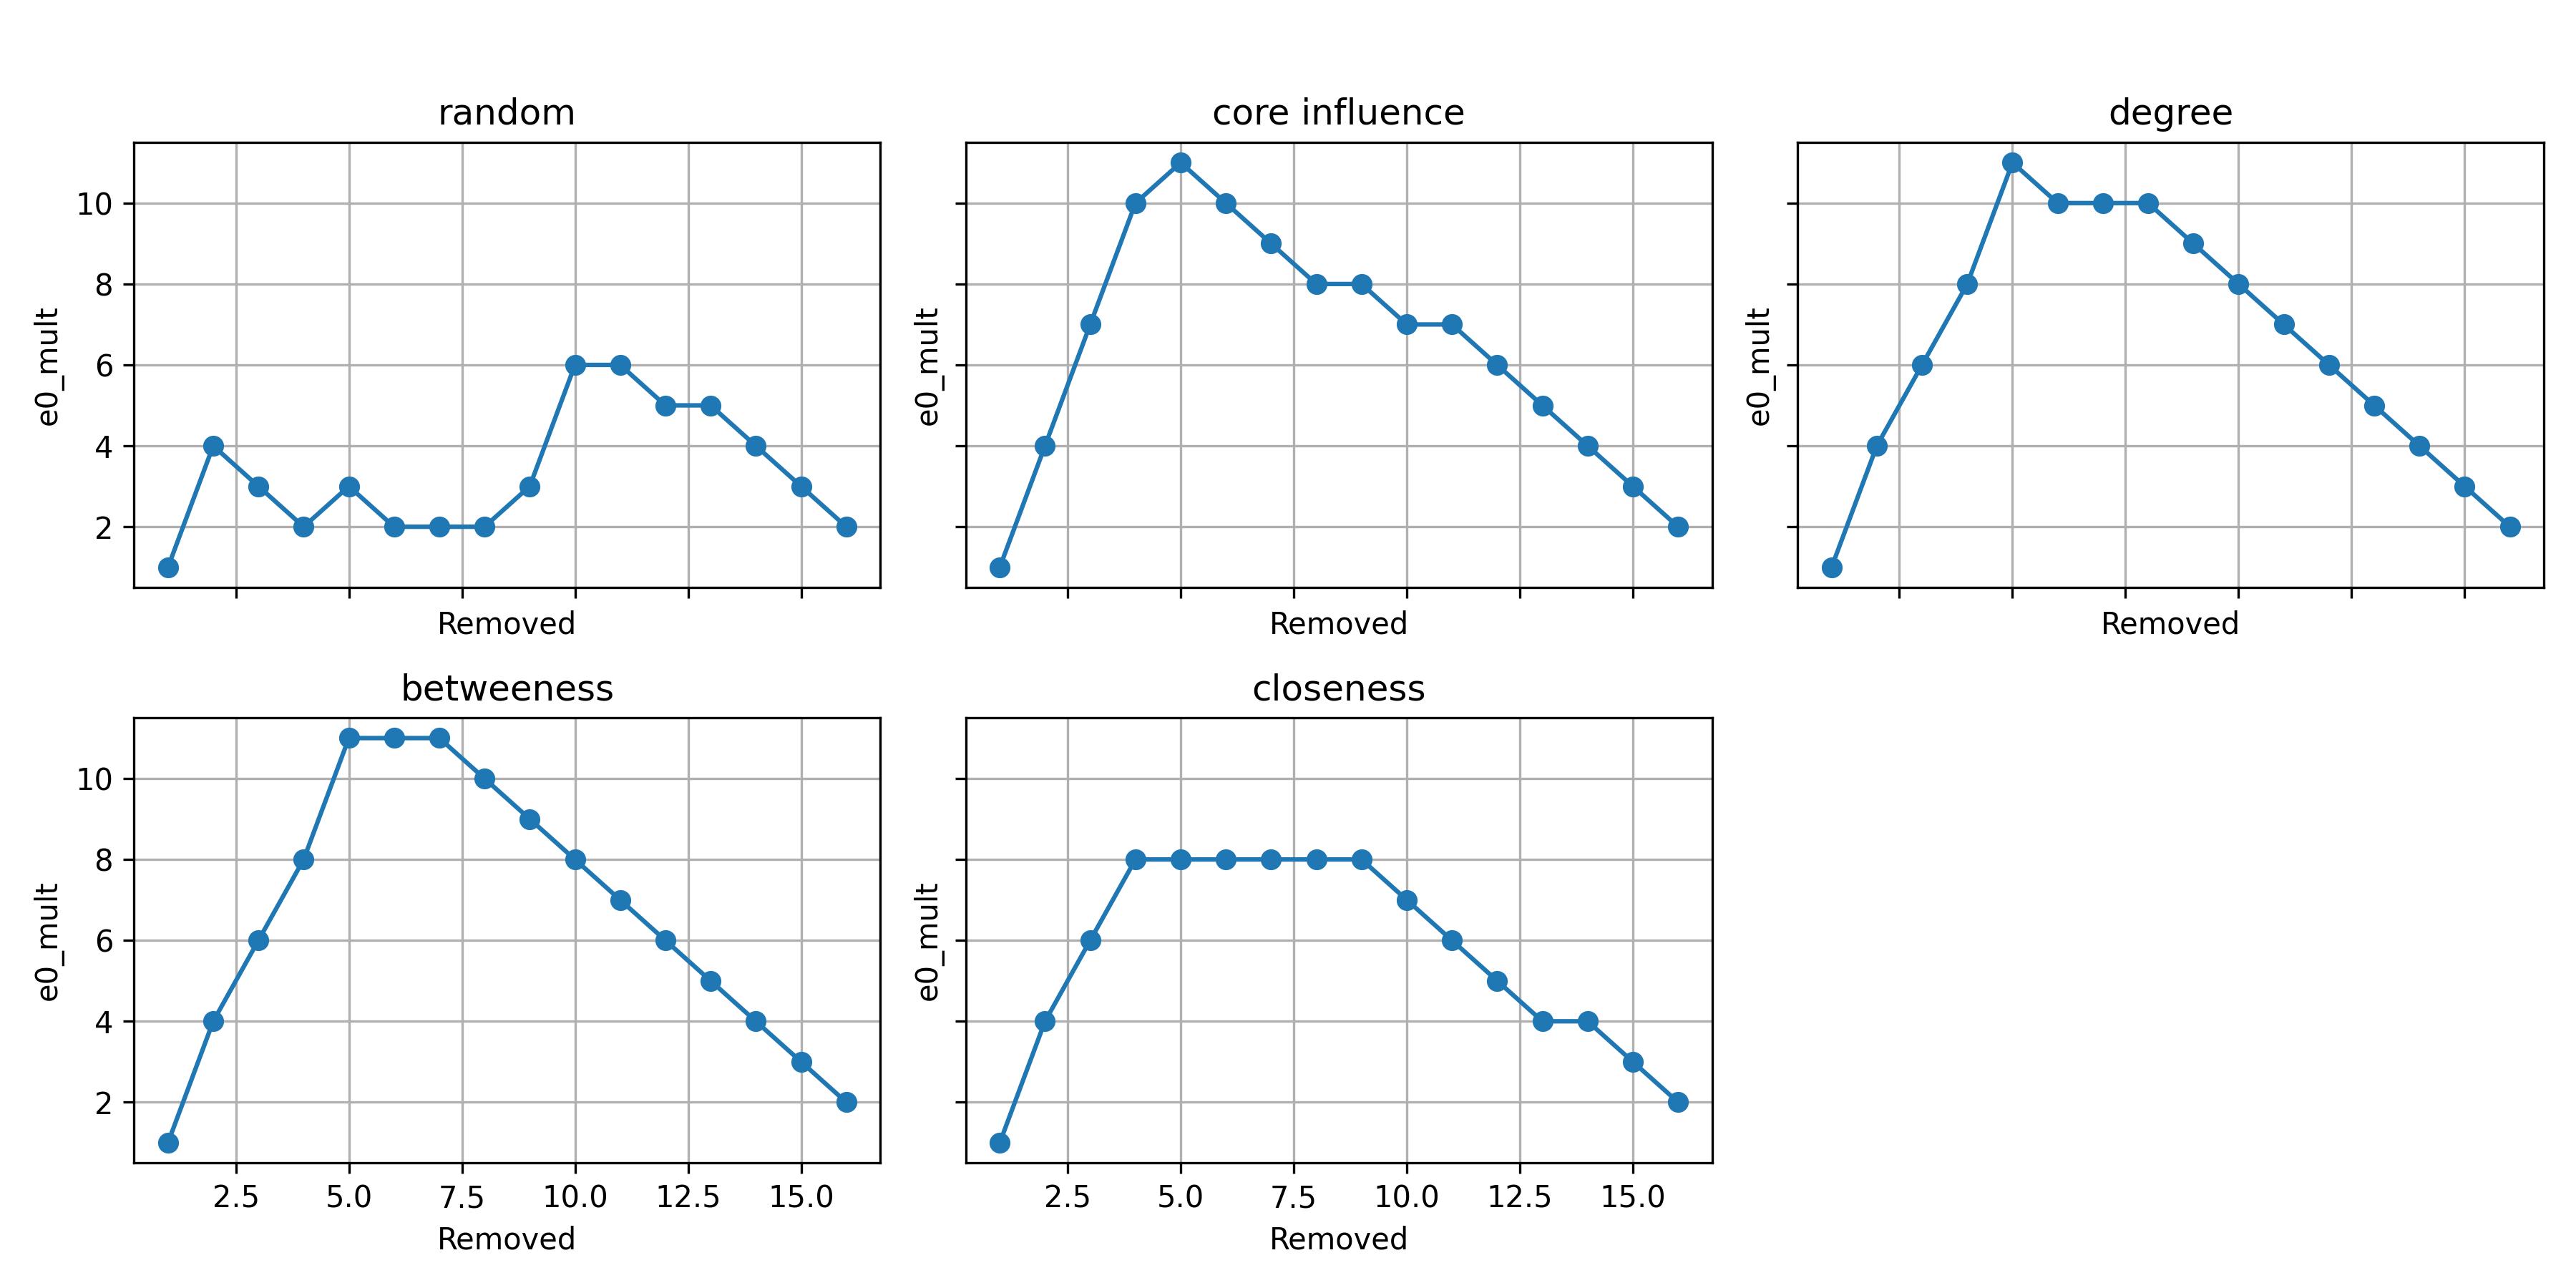 random
core influence
degree
10
8
6
4
2
e0_mult
e0_mult
e0_mult
Removed
Removed
Removed
betweeness
closeness
10
8
6
4
2
e0_mult
e0_mult
2.5 5.0 7.5 10.0 12.5 15.0
2.5 5.0 7.5 10.0 12.5 15.0
Removed
Removed